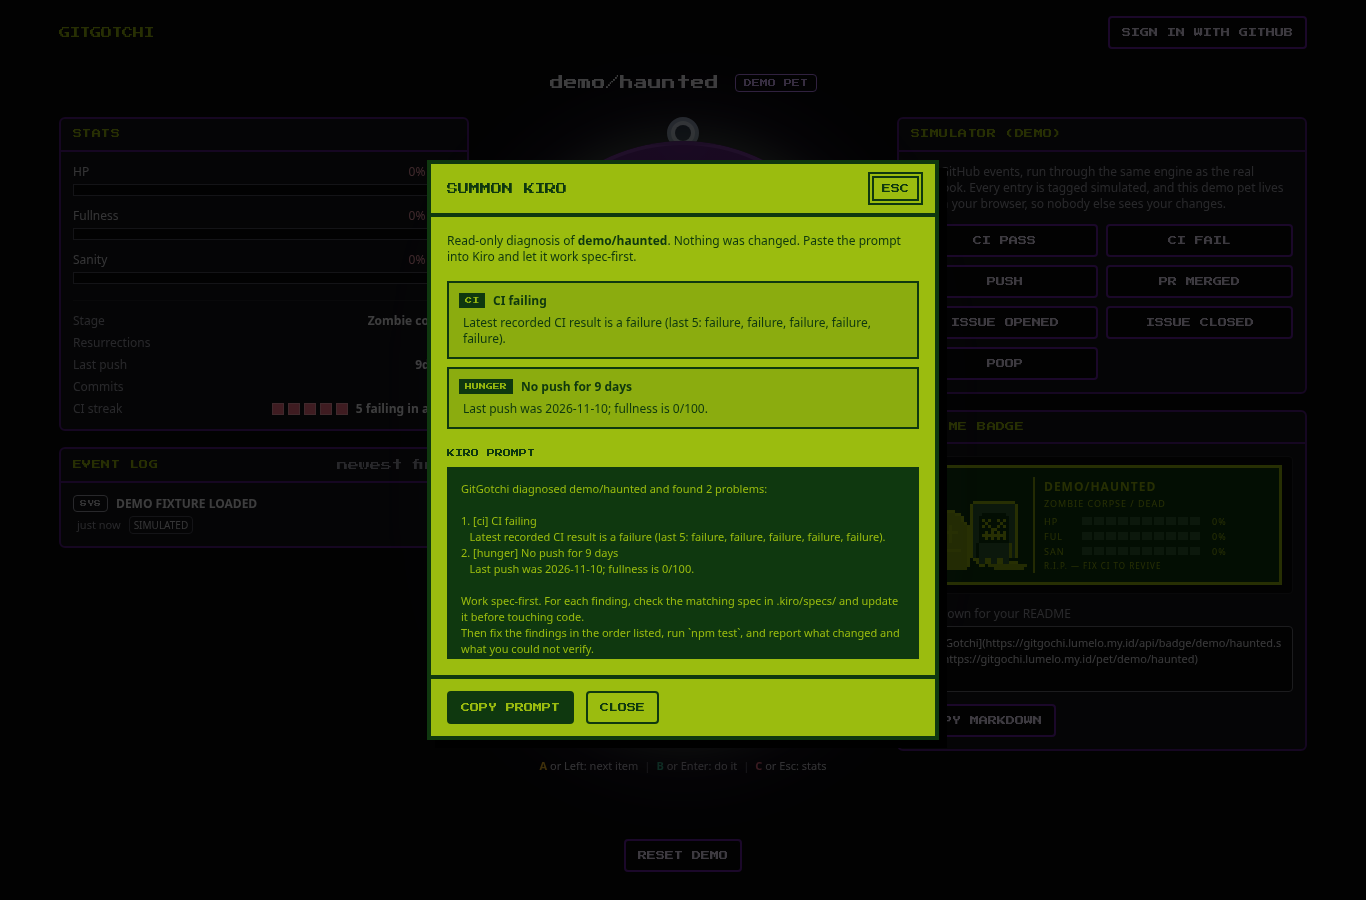 GITGOTCHI
SIGN IN WITH GITHUB
demo/haunted
DEMO PET
STATS
HP 0%
Fullness 0%
Sanity 0%
Stage Zombie
Resurrections
Last push
Commits
CI streak 5 failing in
EVENT LOG newest
SYS DEMO FIXTURE LOADED
just now SIMULATED
SUMMON KIRO
ESC
Read-only diagnosis of demo/haunted. Nothing was changed. Paste the prompt
into Kiro and let it work spec-first.
CI CI failing
Latest recorded CI result is a failure (last 5: failure, failure, failure, failure,
failure).
HUNGER No push for 9 days
Last push was 2026-11-10; fullness is 0/100.
KIRO PROMPT
GitGotchi diagnosed demo/haunted and found 2 problems:
1. [ci] CI failing
Latest recorded CI result is a failure (last 5: failure, failure, failure, failure, failure).
2. [hunger] No push for 9 days
Last push was 2026-11-10; fullness is 0/100.
Work spec-first. For each finding, check the matching spec in .kiro/specs/ and update
it before touching code.
Then fix the findings in the order listed, run `npm test`, and report what changed and
what you could not verify.
COPY PROMPT
CLOSE
SIMULATOR (DEMO)
GitHub events, run through the same engine as the real
Every entry is tagged simulated, and this demo pet lives
your browser, so nobody else sees your changes.
CI PASS
CI FAIL
PUSH
PR MERGED
ISSUE OPENED
ISSUE CLOSED
POOP
ME BADGE
DEMO/HAUNTED
ZOMBIE CORPSE / DEAD
HP 0%
FUL 0%
SAN 0%
R.I.P. — FIX CI TO REVIVE
for your README
Gotchi](https://gitgochi.lumelo.my.id/api/badge/demo/haunted.s
https://gitgochi.lumelo.my.id/pet/demo/haunted)
MARKDOWN
A or Left: next item | B or Enter: do it | C or Esc: stats
RESET DEMO